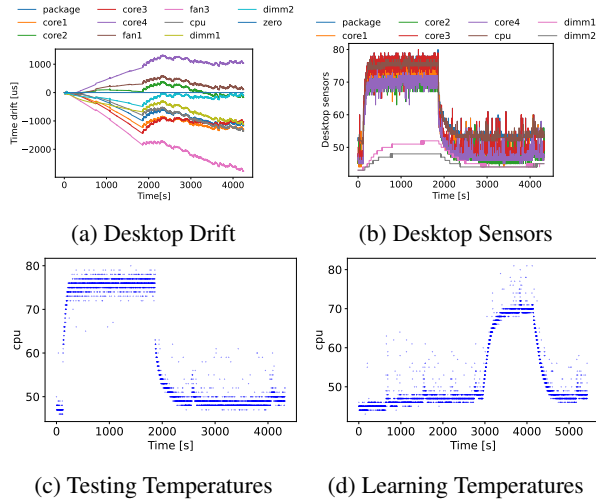 package core3 fan3 dimm2
core1 core4 cpu zero
core2 fan1 dimm1
Time drift [us]
1000
0
−1000
−2000
0 1000 2000 3000 4000
Time[s]
(a) Desktop Drift
package core2 core4 dimm1
core1 core3 cpu dimm2
Desktop sensors
80
70
60
50
0 1000 2000 3000 4000
Time[s]
(b) Desktop Sensors
cpu
80
70
60
50
0 1000 2000 3000 4000
Time [s]
(c) Testing Temperatures
cpu
80
70
60
50
0 1000 2000 3000 4000 5000
Time [s]
(d) Learning Temperatures